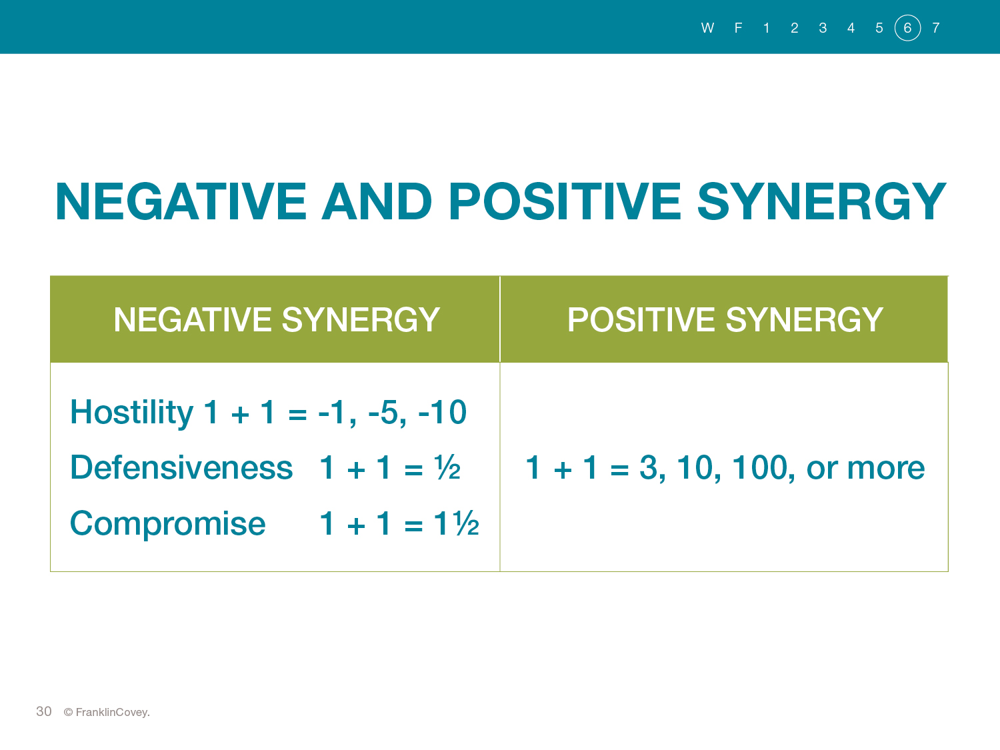 W F 1 2 3 4 5 6 7
NEGATIVE AND POSITIVE SYNERGY
NEGATIVE SYNERGY
POSITIVE SYNERGY
Hostility 1 + 1 = -1, -5, -10
Defensiveness 1 + 1 = ½
Compromise 1 + 1 = 1½
1 + 1 = 3, 10, 100, or more
30 © FranklinCovey.